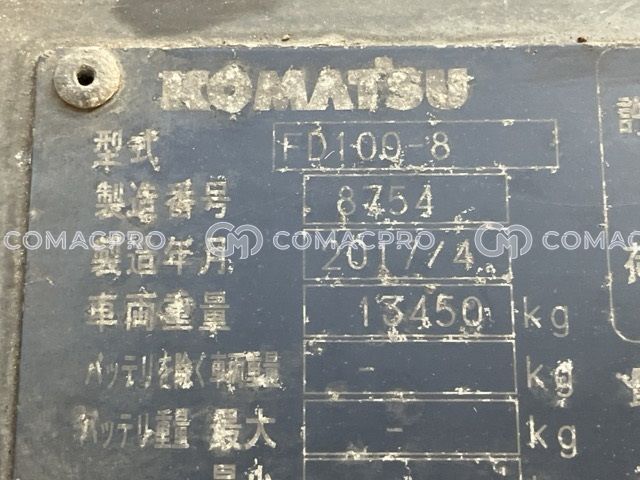 KOMATSU
型式 FD100-8
製造番号 8754
COMACPRO COMACPRO COMACPRO
製造年月 2017/4
車両重量 13450 kg
バッテリを除く車両重量 - kg
バッテリ重量 最大 - kg
最小